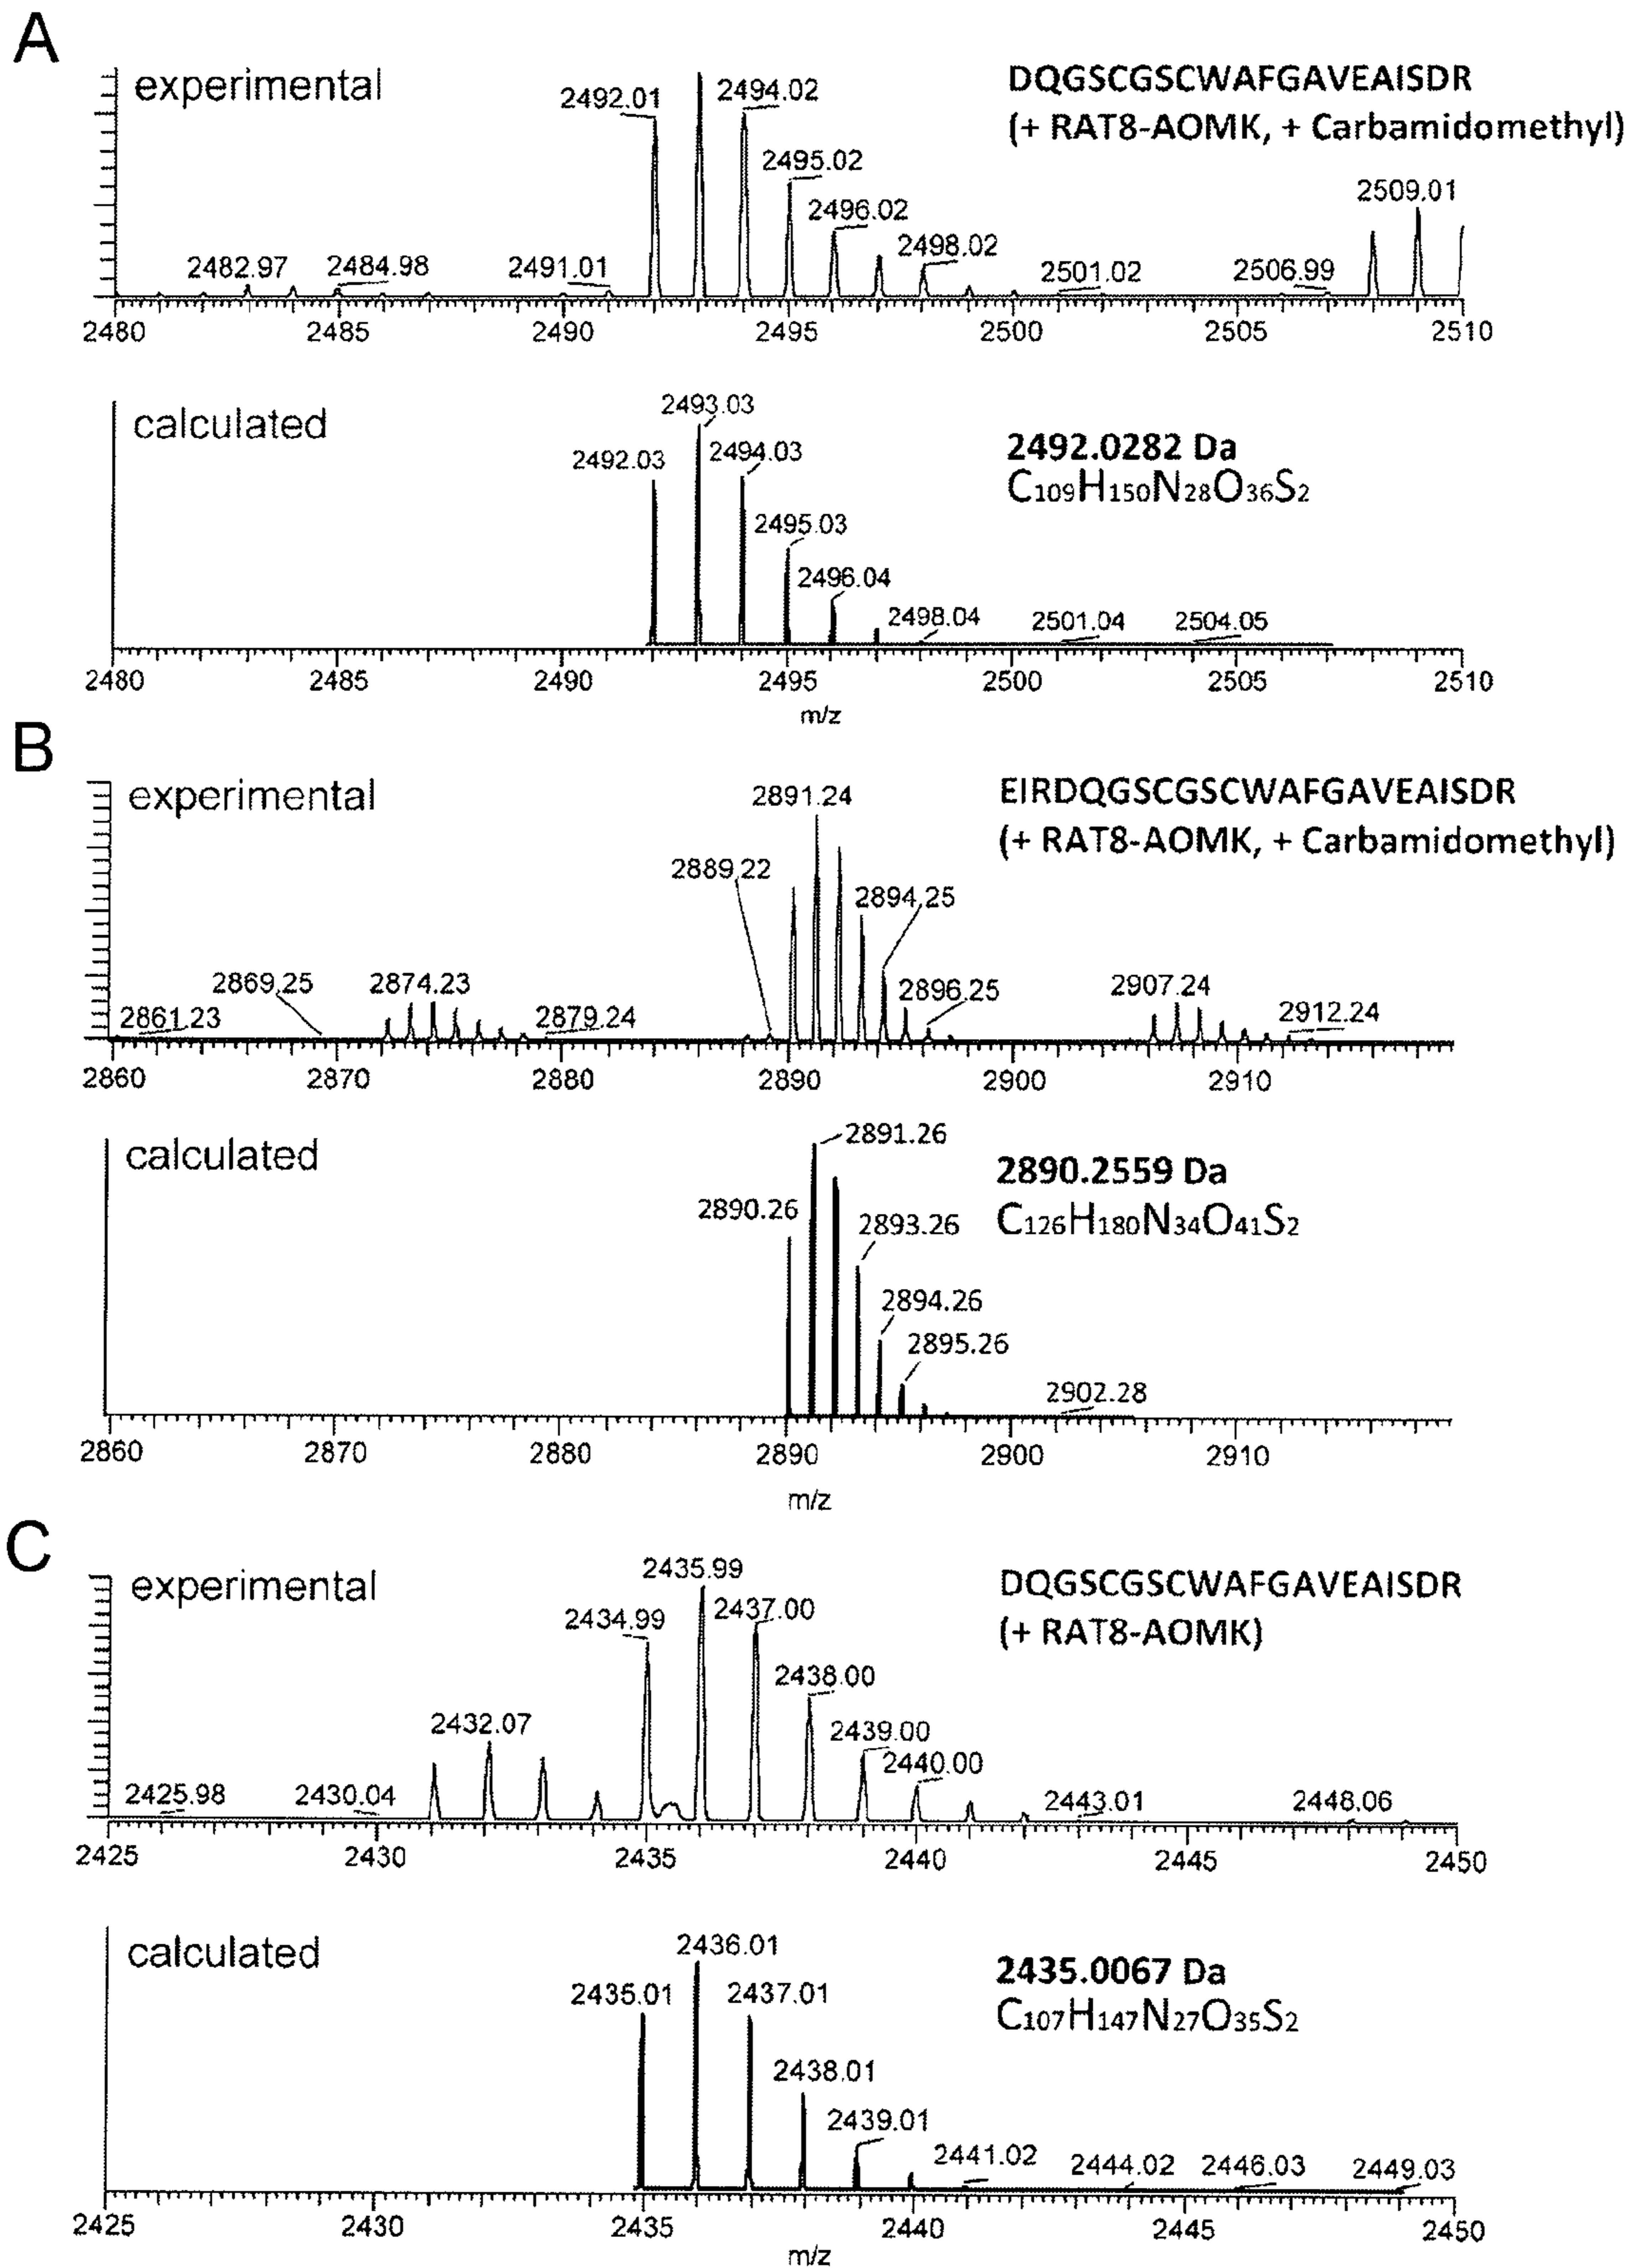 A
experimental
2492.01
2494.02
2495.02
2496.02
2498.02
2482.97
2484.98
2491.01
2501.02
2506.99
2509.01
DQGSCGSCWAFGAVEAISDR
(+ RAT8-AOMK, + Carbamidomethyl)
2480 2485 2490 2495 2500 2505 2510
calculated
2493.03
2492.03
2494.03
2495.03
2496.04
2498.04
2501.04
2504.05
2492.0282 Da
C109H150N28O36S2
2480 2485 2490 2495 2500 2505 2510
m/z
B
experimental
2891.24
2889.22
2894.25
2896.25
2869.25
2874.23
2861.23
2879.24
2907.24
2912.24
EIRDQGSCGSCWAFGAVEAISDR
(+ RAT8-AOMK, + Carbamidomethyl)
2860 2870 2880 2890 2900 2910
calculated
2891.26
2890.26
2893.26
2894.26
2895.26
2902.28
2890.2559 Da
C126H180N34O41S2
2860 2870 2880 2890 2900 2910
m/z
C
experimental
2435.99
2434.99
2437.00
2438.00
2439.00
2440.00
2432.07
2425.98
2430.04
2443.01
2448.06
DQGSCGSCWAFGAVEAISDR
(+ RAT8-AOMK)
2425 2430 2435 2440 2445 2450
calculated
2436.01
2435.01
2437.01
2438.01
2439.01
2441.02
2444.02
2446.03
2449.03
2435.0067 Da
C107H147N27O35S2
2425 2430 2435 2440 2445 2450
m/z